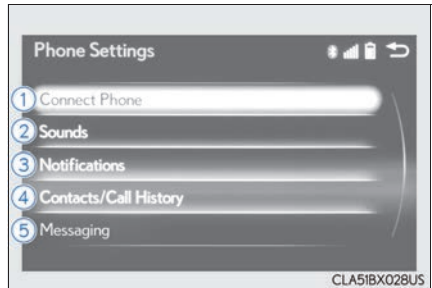 Phone Settings
1 Connect Phone
2 Sounds
3 Notifications
4 Contacts/Call History
5 Messaging
CLA51BX028US